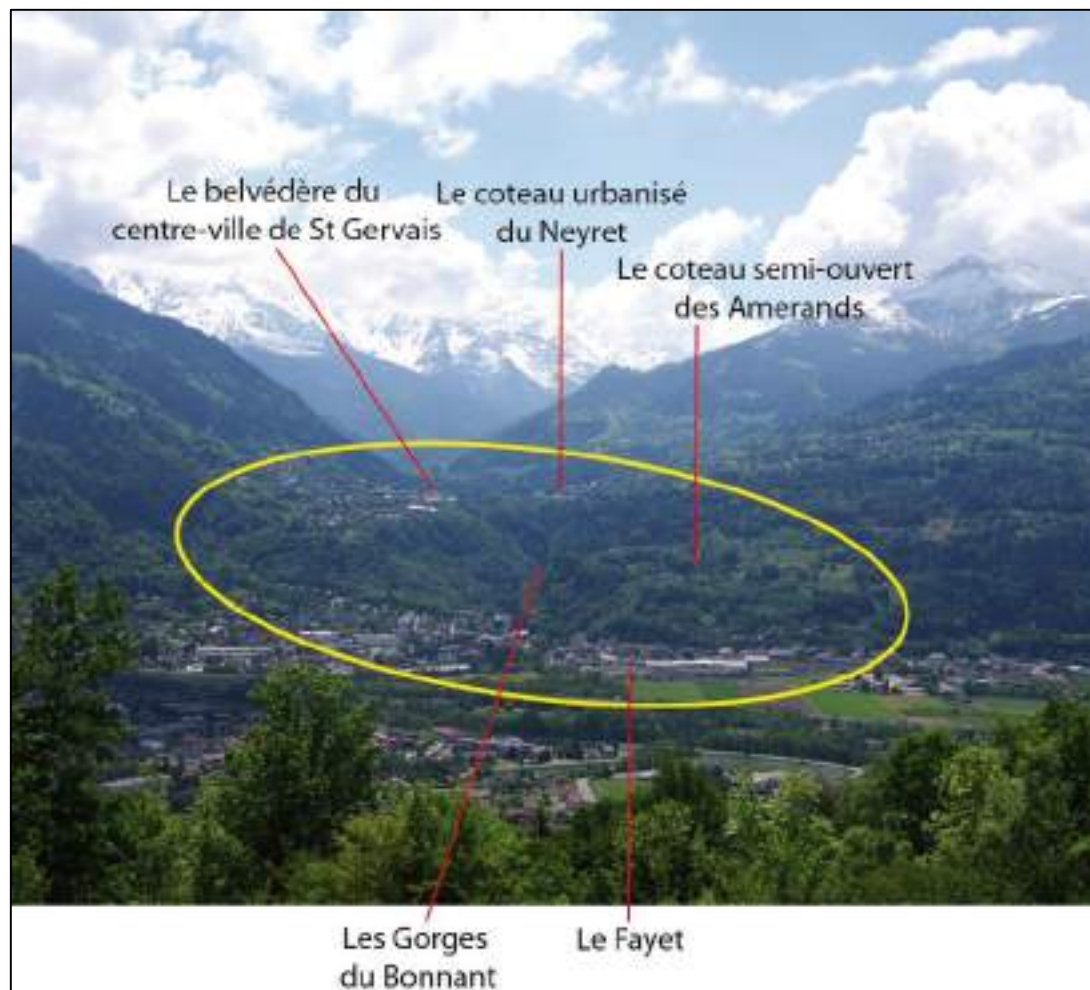 Le belvédère du
centre-ville de St Gervais
Le coteau urbanisé
du Neyret
Le coteau semi-ouvert
des Amerands
Les Gorges
du Bonnant
Le Fayet